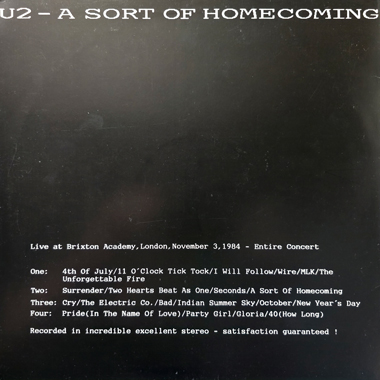 U2 – A SORT OF HOMECOMING
Live at Brixton Academy,London,November 3,1984 - Entire Concert
One: 4th Of July/11 O'Clock Tick Tock/I Will Follow/Wire/MLK/The
Unforgettable Fire
Two: Surrender/Two Hearts Beat As One/Seconds/A Sort Of Homecoming
Three: Cry/The Electric Co./Bad/Indian Summer Sky/October/New Year's Day
Four: Pride(In The Name Of Love)/Party Girl/Gloria/40(How Long)
Recorded in incredible excellent stereo - satisfaction guaranteed !